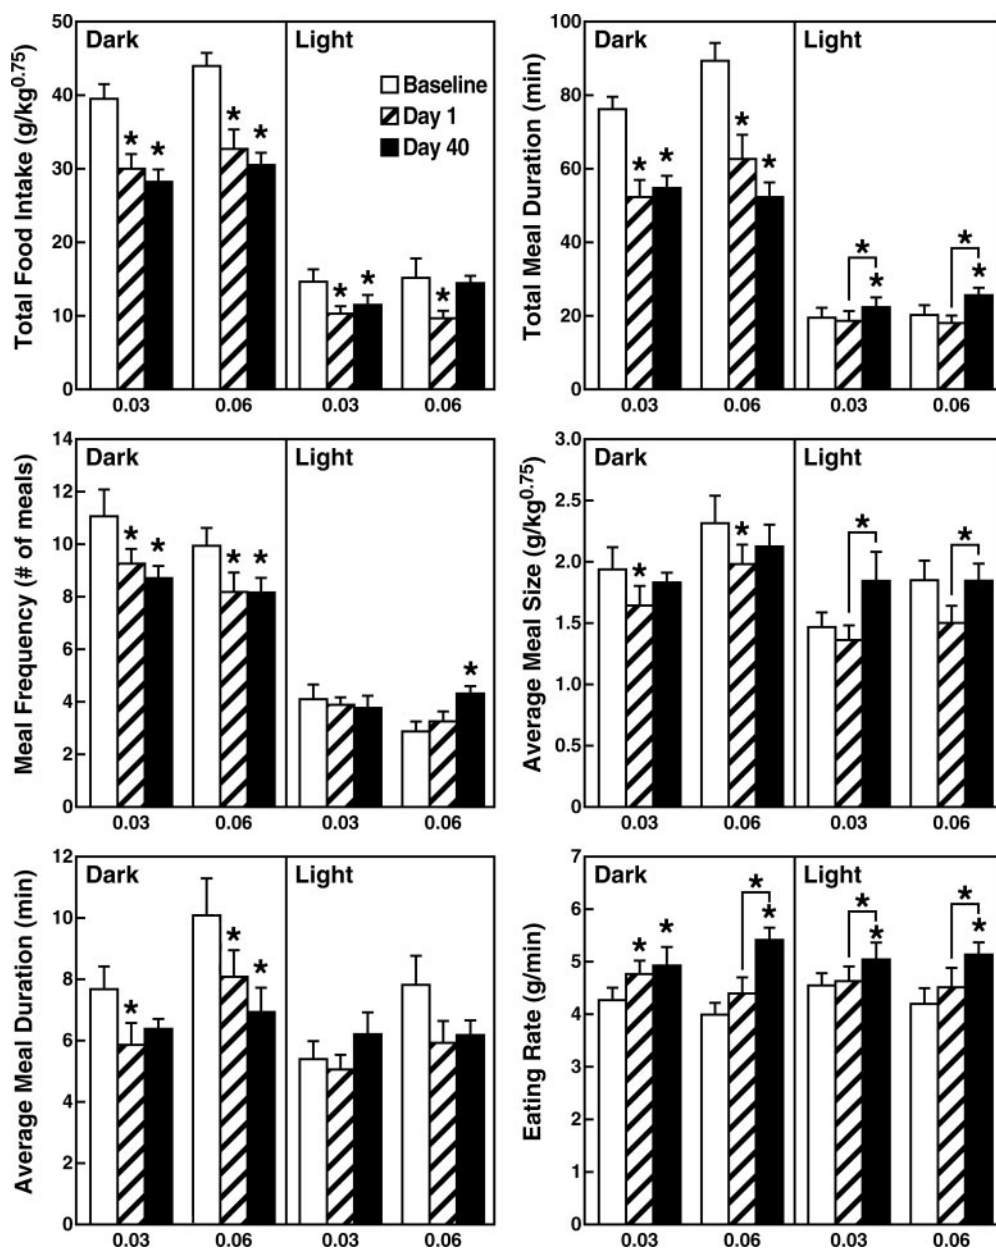 Total Food Intake (g/kg0.75)
50
40
30
20
10
0
Dark
Light
Baseline
Day 1
Day 40
* * * *
* * *
0.03 0.06 0.03 0.06
Total Meal Duration (min)
100
80
60
40
20
0
Dark
Light
* * * *
* * * *
0.03 0.06 0.03 0.06
Meal Frequency (# of meals)
14
12
10
8
6
4
2
0
Dark
Light
* * * *
*
0.03 0.06 0.03 0.06
Average Meal Size (g/kg0.75)
3.0
2.5
2.0
1.5
1.0
0.5
0
Dark
Light
* *
* *
0.03 0.06 0.03 0.06
Average Meal Duration (min)
12
10
8
6
4
2
0
Dark
Light
* * *
0.03 0.06 0.03 0.06
Eating Rate (g/min)
7
6
5
4
3
2
1
0
Dark
Light
* * * *
* * * *
0.03 0.06 0.03 0.06